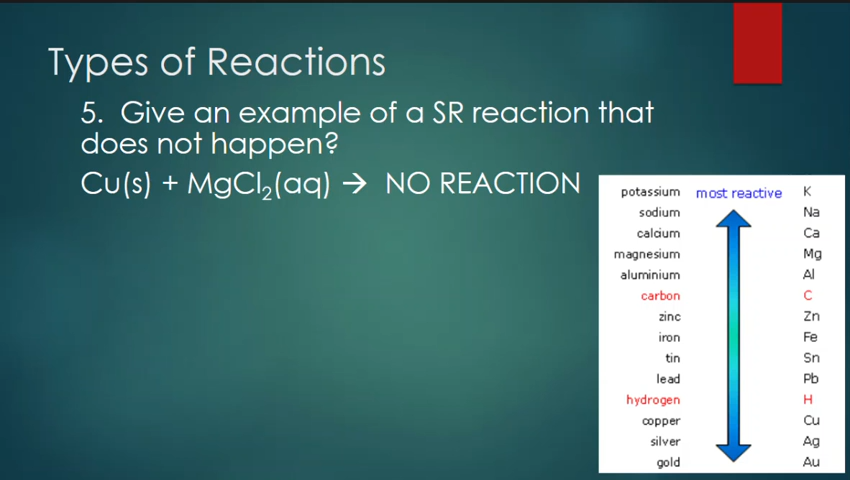 Types of Reactions
5. Give an example of a SR reaction that
does not happen?
Cu(s) + MgCl₂(aq) → NO REACTION
potassium most reactive K
sodium Na
calcium Ca
magnesium Mg
aluminium Al
carbon C
zinc Zn
iron Fe
tin Sn
lead Pb
hydrogen H
copper Cu
silver Ag
gold Au